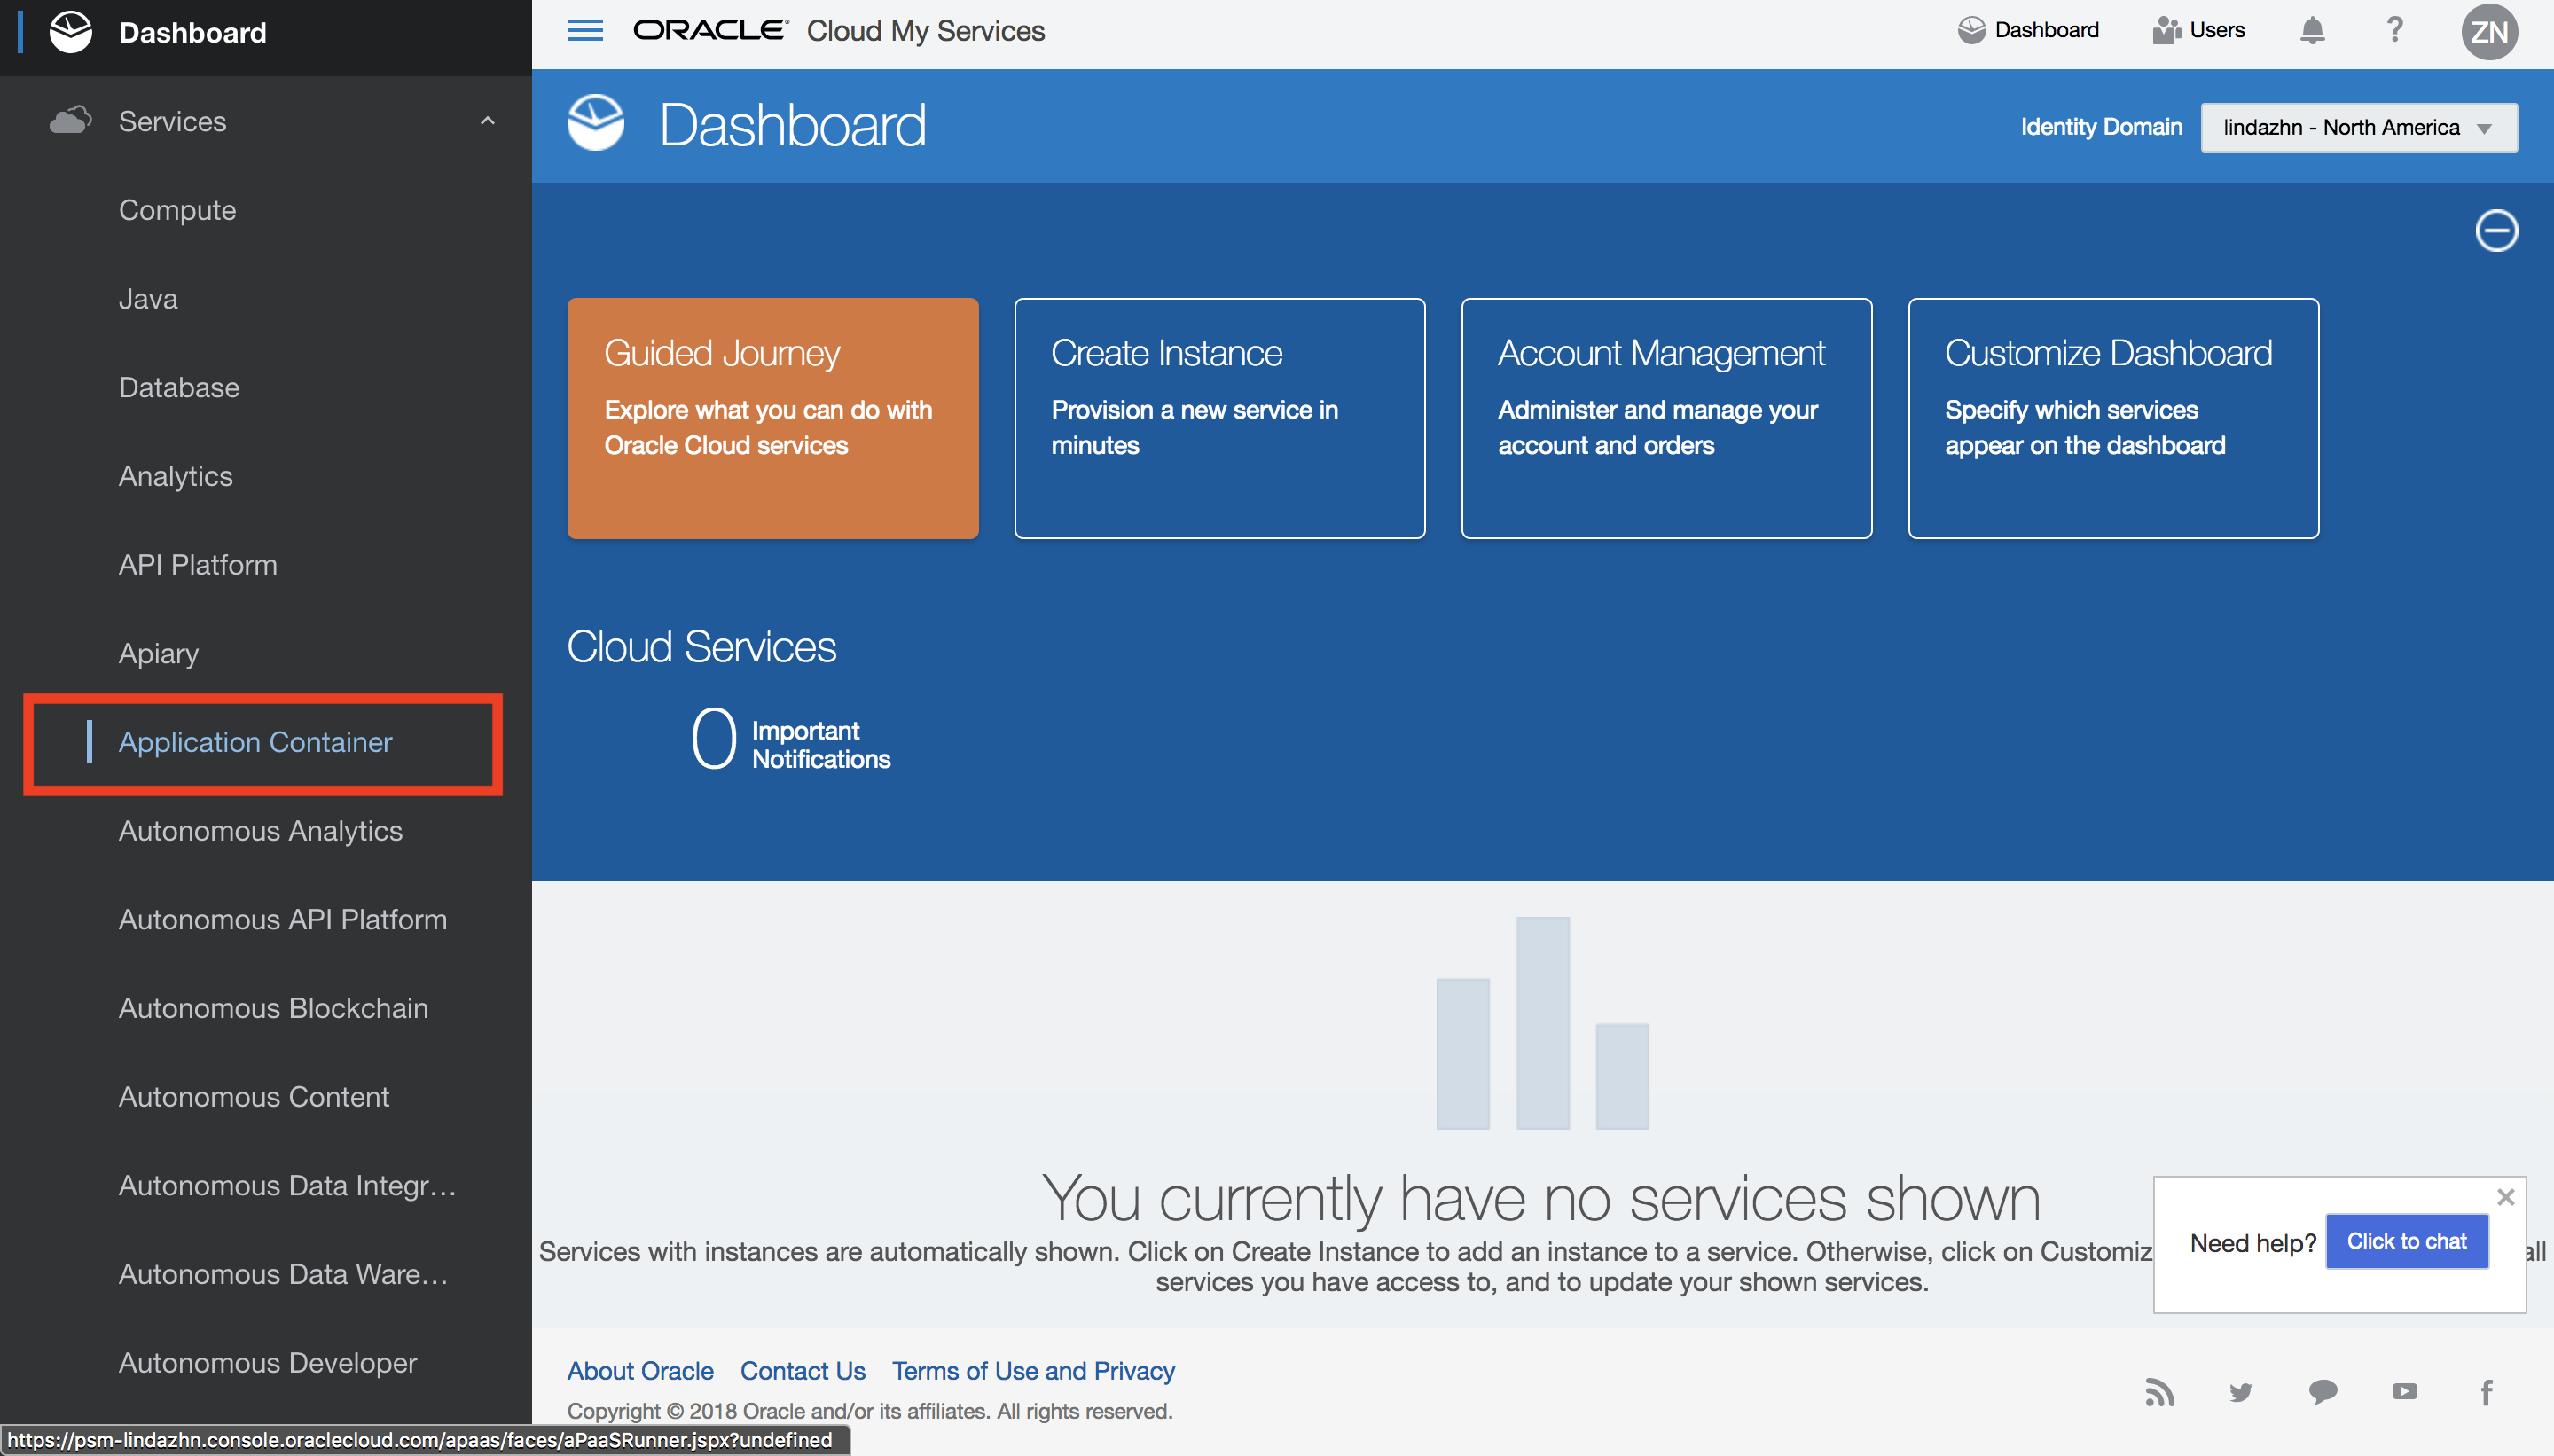 Dashboard
Services
Compute
Java
Database
Analytics
API Platform
Apiary
Application Container
Autonomous Analytics
Autonomous API Platform
Autonomous Blockchain
Autonomous Content
Autonomous Data Integr...
Autonomous Data Ware...
Autonomous Developer
ORACLE® Cloud My Services
Dashboard
Users
?
ZN
Dashboard
Identity Domain
lindazhn - North America
Guided Journey
Explore what you can do with
Oracle Cloud services
Create Instance
Provision a new service in
minutes
Account Management
Administer and manage your
account and orders
Customize Dashboard
Specify which services
appear on the dashboard
Cloud Services
0 Important
Notifications
You currently have no services shown
Services with instances are automatically shown. Click on Create Instance to add an instance to a service. Otherwise, click on Customiz
all
services you have access to, and to update your shown services.
Need help?
Click to chat
About Oracle Contact Us Terms of Use and Privacy
Copyright © 2018 Oracle and/or its affiliates. All rights reserved.
https://psm-lindazhn.console.oraclecloud.com/apaas/faces/aPaaSRunner.jspx?undefined